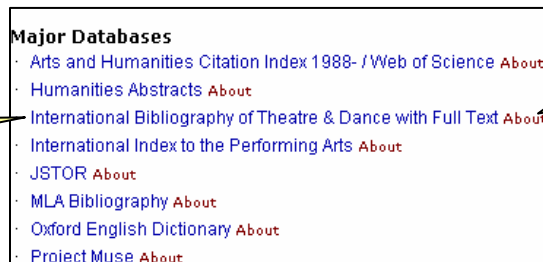 Major Databases
· Arts and Humanities Citation Index 1988- / Web of Science About
· Humanities Abstracts About
· International Bibliography of Theatre & Dance with Full Text About
· International Index to the Performing Arts About
· JSTOR About
· MLA Bibliography About
· Oxford English Dictionary About
· Project Muse About